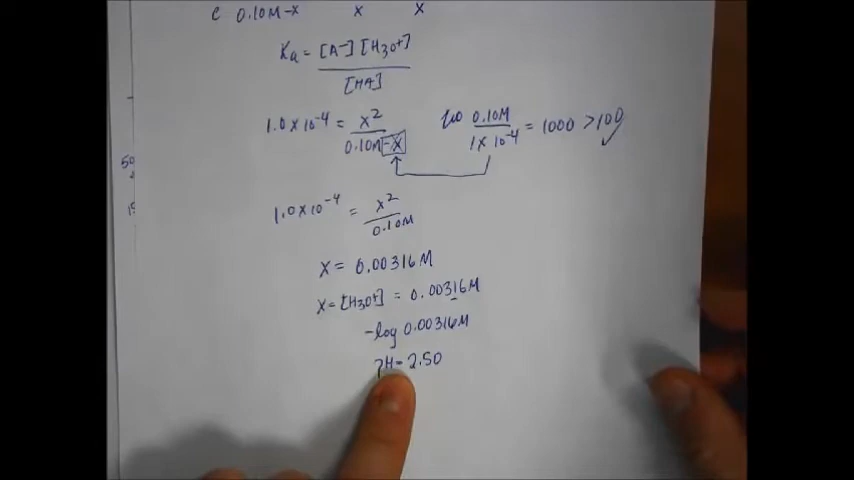 C 0.10M-x x x
Ka = [A-] [H3O+]
[HA]
1.0 x 10-4 = x2
0.10M -x
0.10M = 1000 > 100 ✓
1 x 10-4
50
1.0 x 10-4 = x2
0.10M
x = 0.00316M
x = [H3O+] = 0.00316M
-log 0.00316M
pH = 2.50